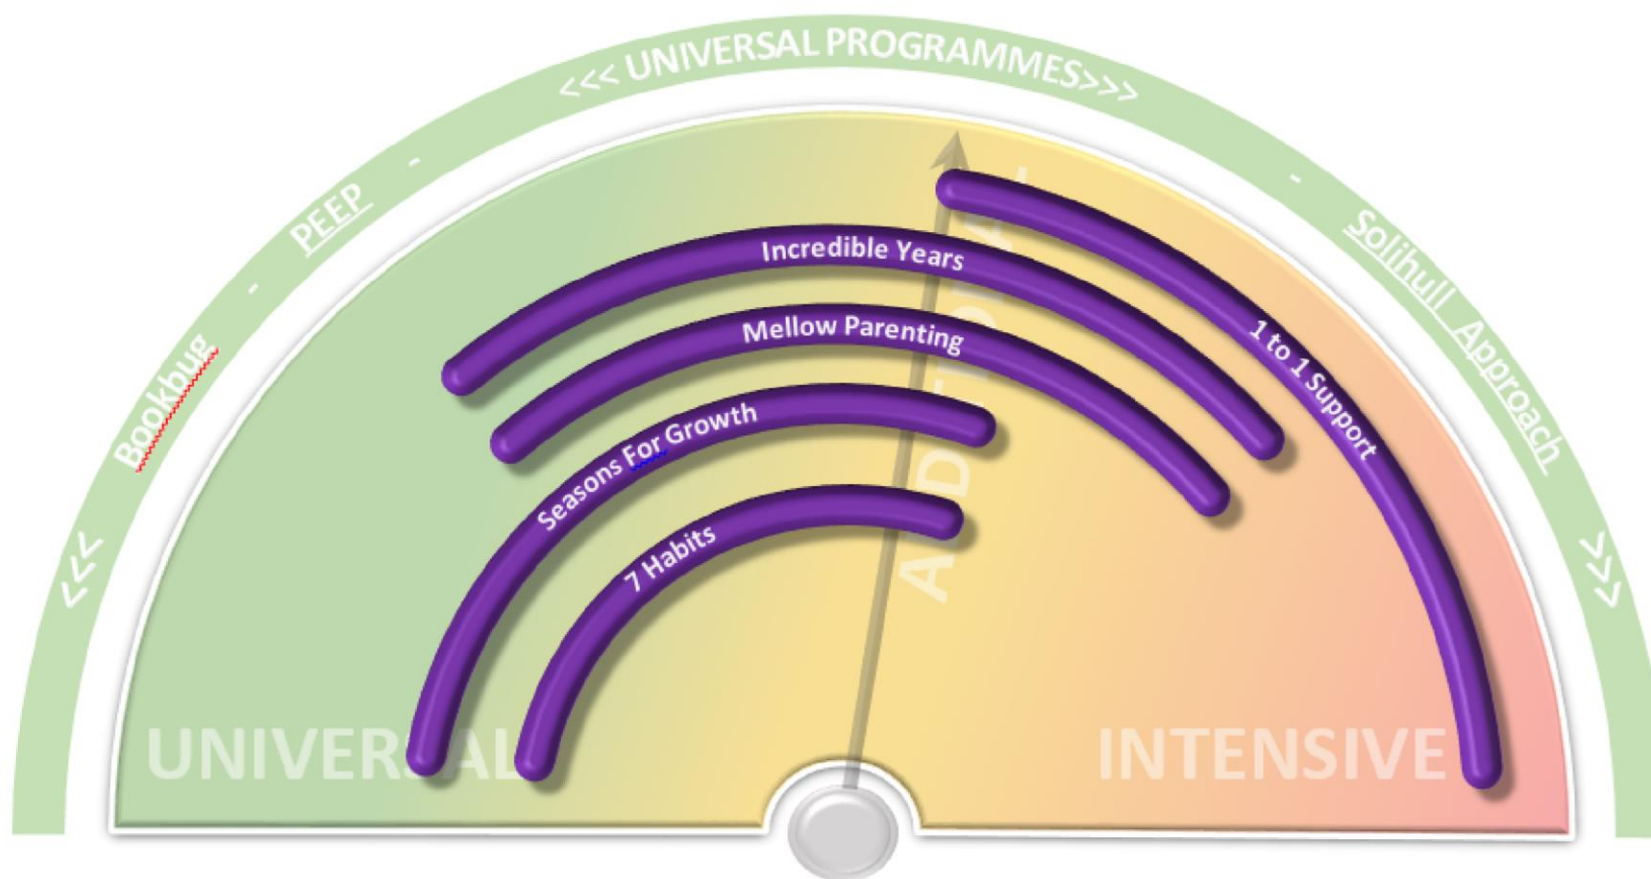 <<< UNIVERSAL PROGRAMMES>>>
<<< Bookbug - PEEP -
- Solihull Approach >>>
Incredible Years
1 to 1 Support
Mellow Parenting
Seasons For Growth
7 Habits
UNIVERSAL
INTENSIVE